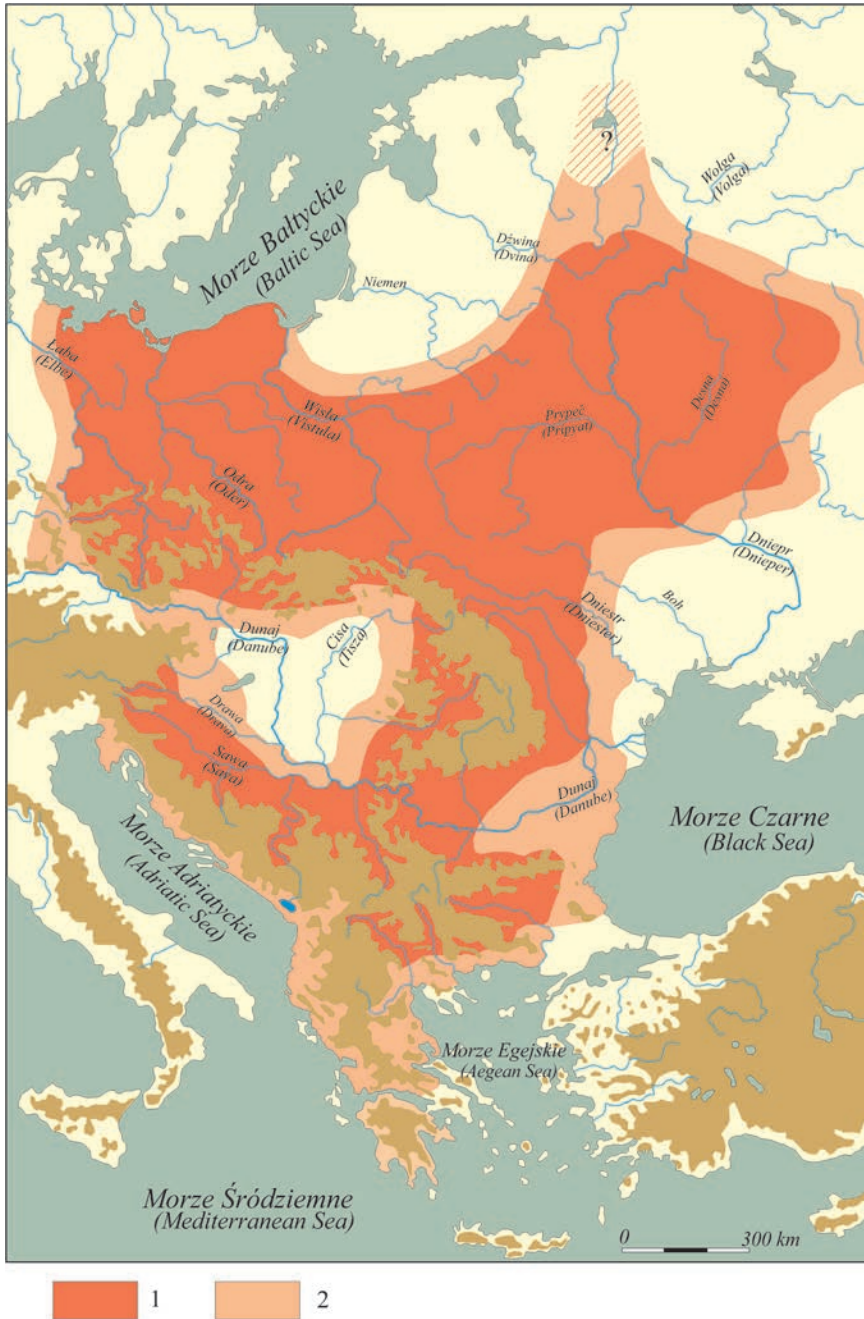 ?
Wołga
(Volga)
Dźwina
(Dvina)
Morze Bałtyckie
(Baltic Sea)
Niemen
Łaba
(Elbe)
Wisła
(Vistula)
Prypeć
(Pripyat)
Desna
(Desna)
Odra
(Oder)
Dniepr
(Dnieper)
Dniestr
(Dniester)
Boh
Dunaj
(Danube)
Cisa
(Tisza)
Drawa
(Drava)
Sawa
(Sava)
Dunaj
(Danube)
Morze Czarne
(Black Sea)
Morze Adriatyckie
(Adriatic Sea)
Morze Egejskie
(Aegean Sea)
Morze Śródziemne
(Mediterranean Sea)
0 300 km
1 2